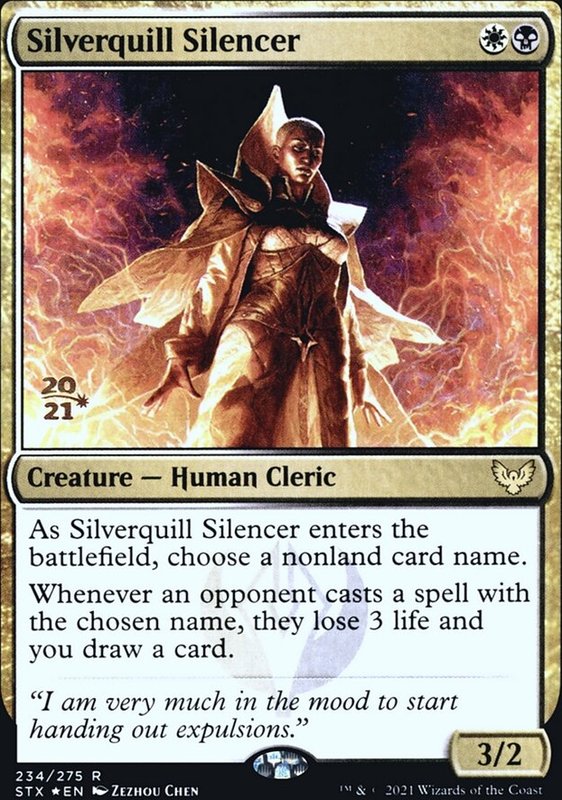 Silverquill Silencer
20
21
Creature — Human Cleric
As Silverquill Silencer enters the
battlefield, choose a nonland card name.
Whenever an opponent casts a spell with
the chosen name, they lose 3 life and
you draw a card.
“I am very much in the mood to start
handing out expulsions.”
3/2
234/275 R
STX ★ EN Zezhou Chen
™ & © 2021 Wizards of the Coast